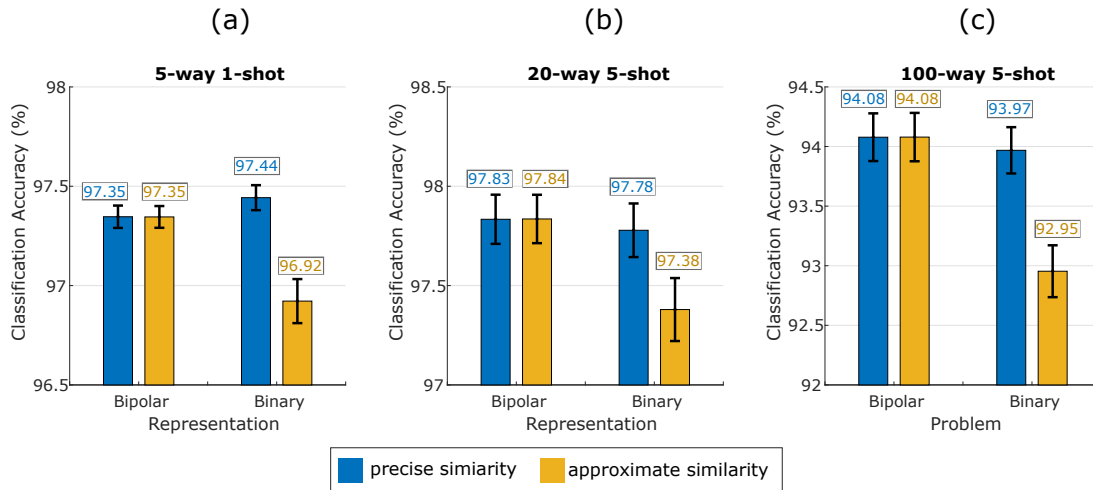 (a)
5-way 1-shot
Classification Accuracy (%)
98
97.5
97
96.5
97.35
97.35
97.44
96.92
Bipolar
Binary
Representation
(b)
20-way 5-shot
Classification Accuracy (%)
98.5
98
97.5
97
97.83
97.84
97.78
97.38
Bipolar
Binary
Representation
(c)
100-way 5-shot
Classification Accuracy (%)
94.5
94
93.5
93
92.5
92
94.08
94.08
93.97
92.95
Bipolar
Binary
Problem
precise simiarity
approximate similarity